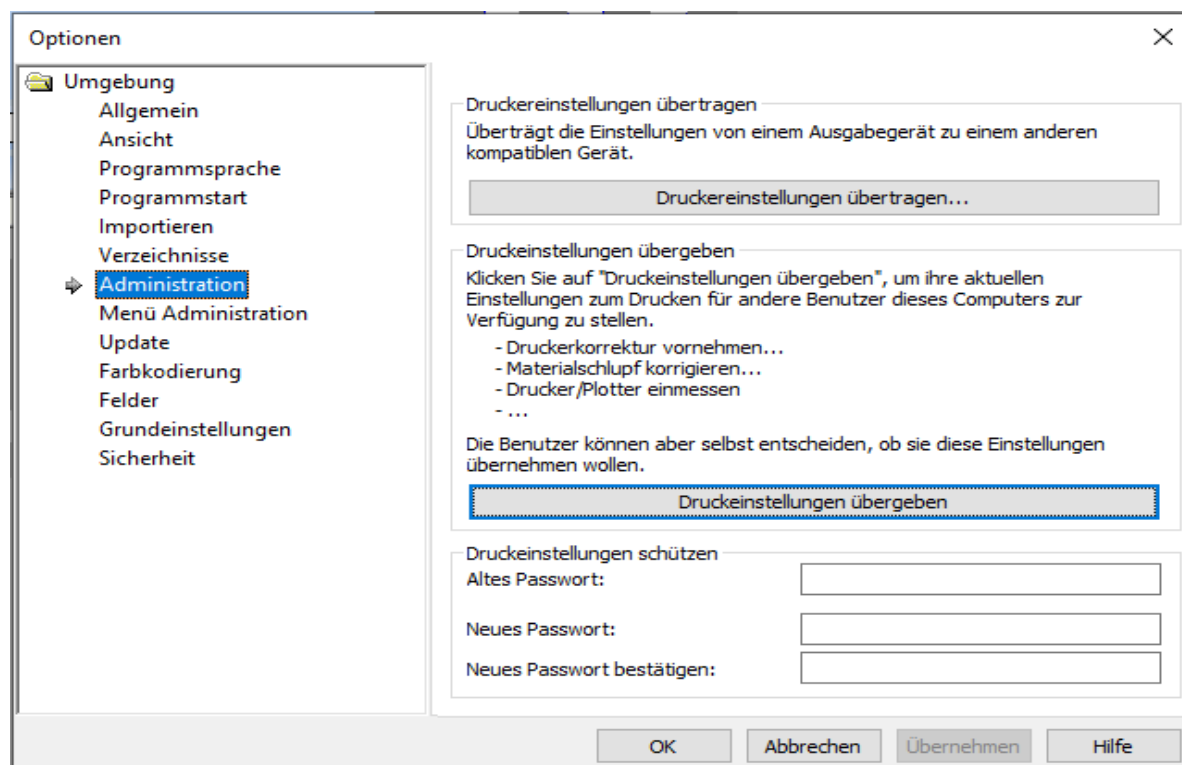 Optionen
Umgebung
Allgemein
Ansicht
Programmsprache
Programmstart
Importieren
Verzeichnisse
Administration
Menü Administration
Update
Farbkodierung
Felder
Grundeinstellungen
Sicherheit
Druckereinstellungen übertragen
Überträgt die Einstellungen von einem Ausgabegerät zu einem anderen
kompatiblen Gerät.
Druckereinstellungen übertragen...
Druckeinstellungen übergeben
Klicken Sie auf "Druckeinstellungen übergeben", um ihre aktuellen
Einstellungen zum Drucken für andere Benutzer dieses Computers zur
Verfügung zu stellen.
- Druckerkorrektur vornehmen...
- Materialschlupf korrigieren...
- Drucker/Plotter einmessen
- ...
Die Benutzer können aber selbst entscheiden, ob sie diese Einstellungen
übernehmen wollen.
Druckeinstellungen übergeben
Druckeinstellungen schützen
Altes Passwort:
Neues Passwort:
Neues Passwort bestätigen:
OK
Abbrechen
Übernehmen
Hilfe